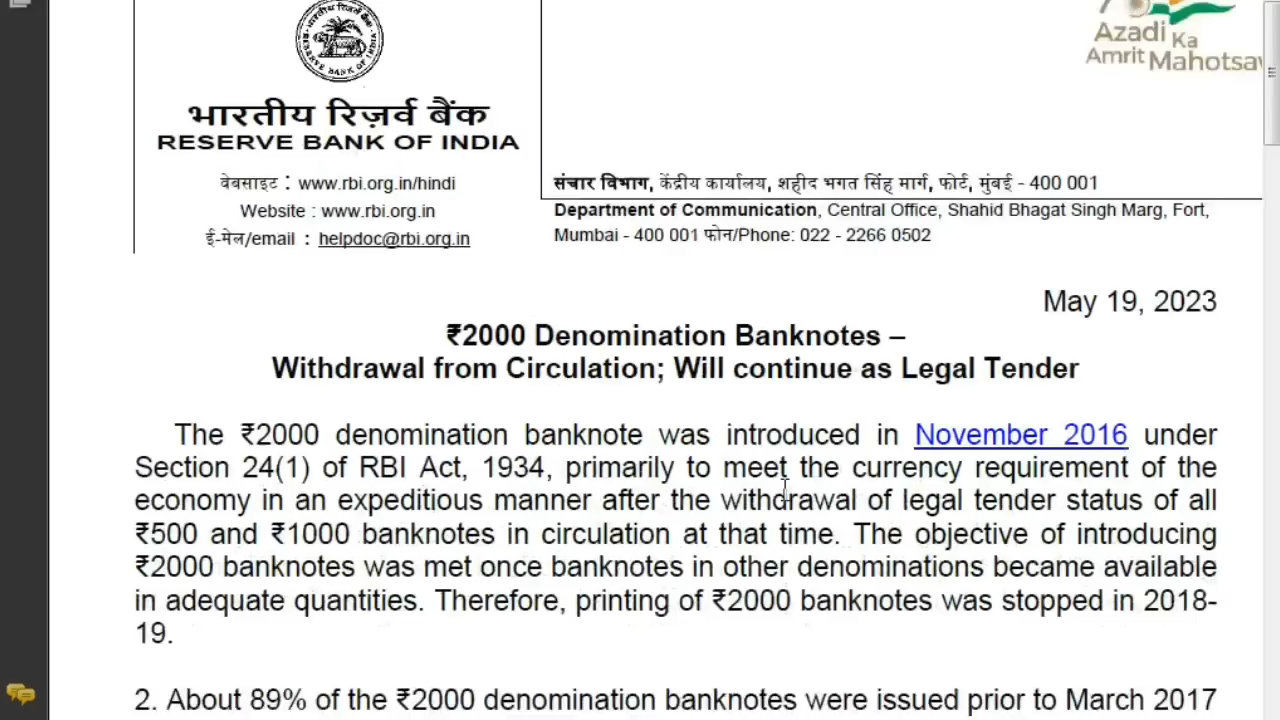 भारतीय रिज़र्व बैंक
RESERVE BANK OF INDIA
वेबसाइट : www.rbi.org.in/hindi
Website : www.rbi.org.in
ई-मेल/email : helpdoc@rbi.org.in
Azadi Ka
Amrit Mahotsav
संचार विभाग, केंद्रीय कार्यालय, शहीद भगत सिंह मार्ग, फोर्ट, मुंबई - 400 001
Department of Communication, Central Office, Shahid Bhagat Singh Marg, Fort,
Mumbai - 400 001 फोन/Phone: 022 - 2266 0502
May 19, 2023
₹2000 Denomination Banknotes –
Withdrawal from Circulation; Will continue as Legal Tender
The ₹2000 denomination banknote was introduced in November 2016 under
Section 24(1) of RBI Act, 1934, primarily to meet the currency requirement of the
economy in an expeditious manner after the withdrawal of legal tender status of all
₹500 and ₹1000 banknotes in circulation at that time. The objective of introducing
₹2000 banknotes was met once banknotes in other denominations became available
in adequate quantities. Therefore, printing of ₹2000 banknotes was stopped in 2018-
19.
2. About 89% of the ₹2000 denomination banknotes were issued prior to March 2017